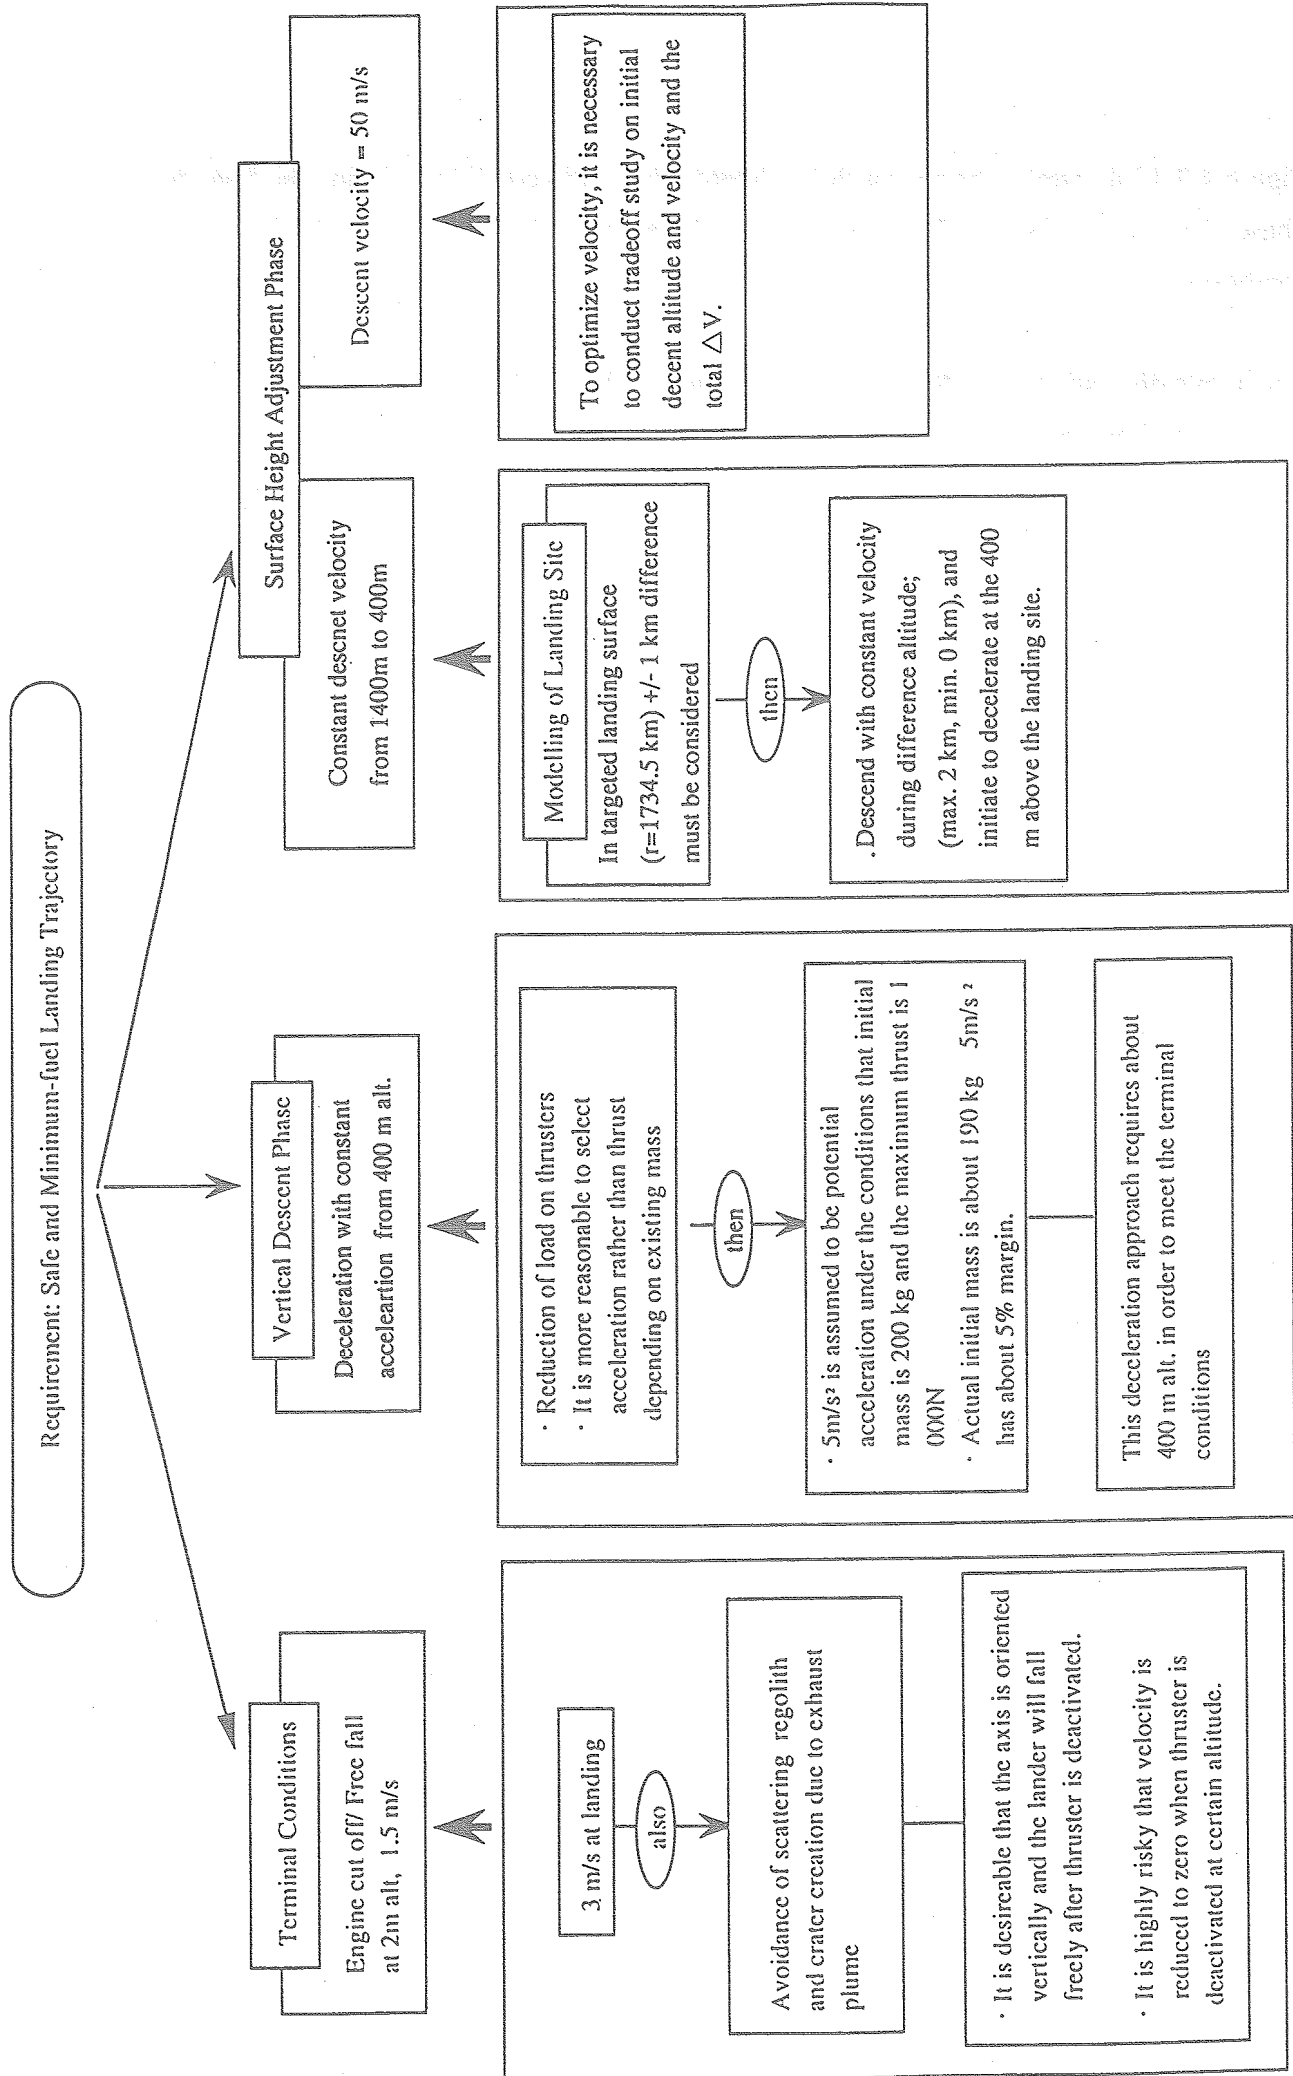 Requirement: Safe and Minimum-fuel Landing Trajectory
Terminal Conditions
Engine cut off/ Free fall
at 2m alt, 1.5 m/s
3 m/s at landing
also
Avoidance of scattering regolith
and crater creation due to exhaust
plume
· It is desireable that the axis is oriented
vertically and the lander will fall
freely after thruster is deactivated.
· It is highly risky that velocity is
reduced to zero when thruster is
deactivated at certain altitude.
Vertical Descent Phase
Deceleration with constant
acceleartion from 400 m alt.
· Reduction of load on thrusters
· It is more reasonable to select
acceleration rather than thrust
depending on existing mass
then
· 5m/s² is assumed to be potential
acceleration under the conditions that initial
mass is 200 kg and the maximum thrust is 1
000N
· Actual initial mass is about 190 kg 5m/s ²
has about 5% margin.
This deceleration approach requires about
400 m alt. in order to meet the terminal
conditions
Surface Height Adjustment Phase
Constant descnet velocity
from 1400m to 400m
Modelling of Landing Site
In targeted landing surface
(r=1734.5 km) +/- 1 km difference
must be considered
then
. Descend with constant velocity
during difference altitude;
(max. 2 km, min. 0 km), and
initiate to decelerate at the 400
m above the landing site.
Descent velocity = 50 m/s
To optimize velocity, it is necessary
to conduct tradeoff study on initial
decent altitude and velocity and the
total △V.